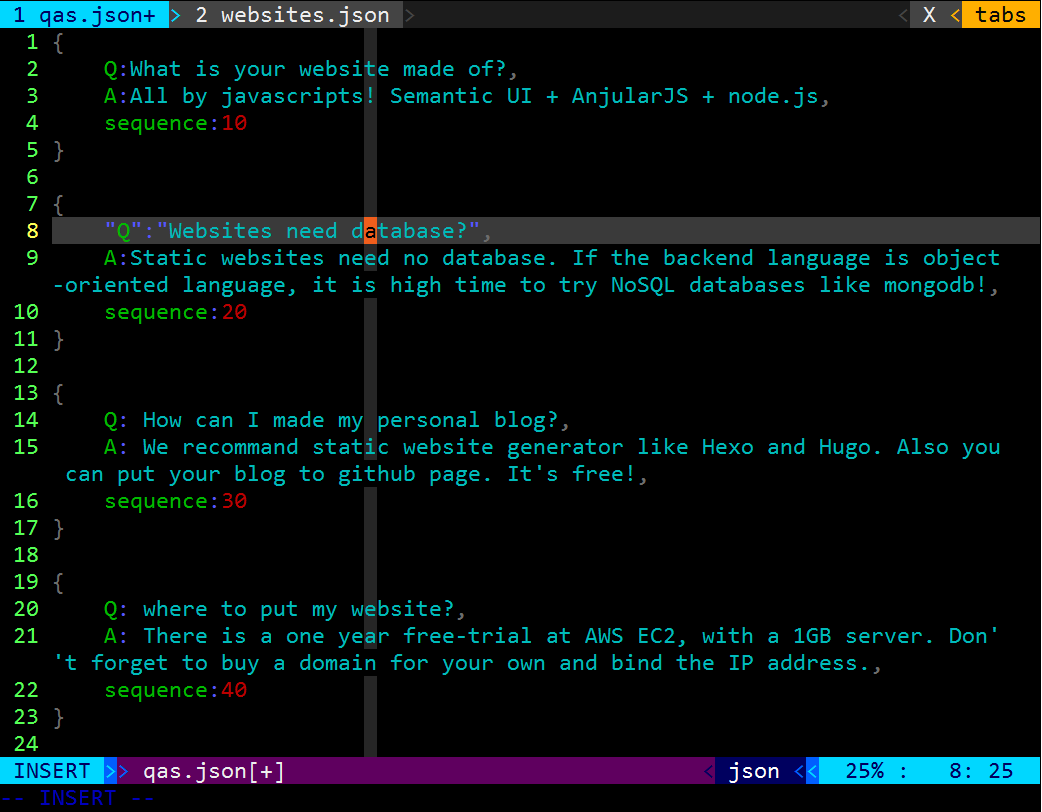 1 qas.json+ > 2 websites.json > < X < tabs
1 {
2 Q:What is your website made of?,
3 A:All by javascripts! Semantic UI + AnjularJS + node.js,
4 sequence:10
5 }
6
7 {
8 "Q":"Websites need database?",
9 A:Static websites need no database. If the backend language is object
-oriented language, it is high time to try NoSQL databases like mongodb!,
10 sequence:20
11 }
12
13 {
14 Q: How can I made my personal blog?,
15 A: We recommand static website generator like Hexo and Hugo. Also you
can put your blog to github page. It's free!,
16 sequence:30
17 }
18
19 {
20 Q: where to put my website?,
21 A: There is a one year free-trial at AWS EC2, with a 1GB server. Don'
't forget to buy a domain for your own and bind the IP address.,
22 sequence:40
23 }
24
INSERT >> qas.json[+] < json << 25% : 8: 25
-- INSERT --